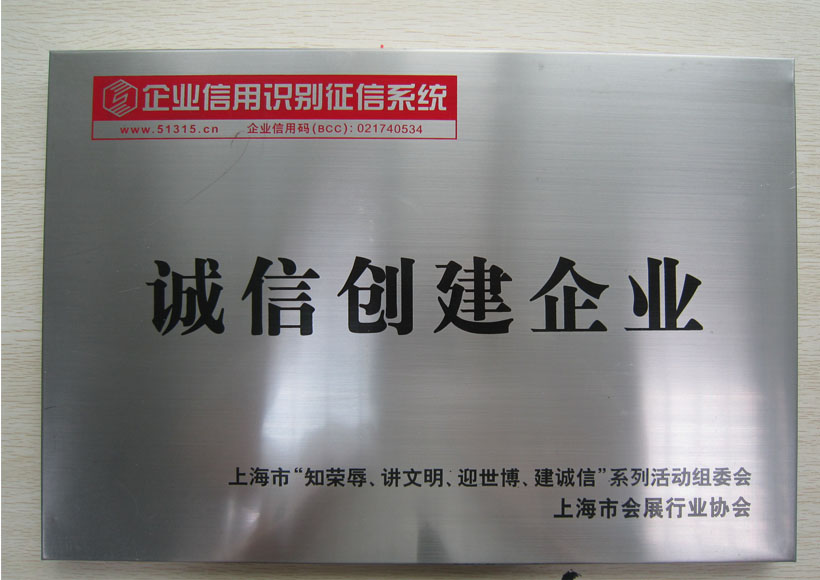 企业信用识别征信系统
www.51315.cn 企业信用码(BCC): 021740534
诚信创建企业
上海市“知荣辱、讲文明、迎世博、建诚信”系列活动组委会
上海市会展行业协会